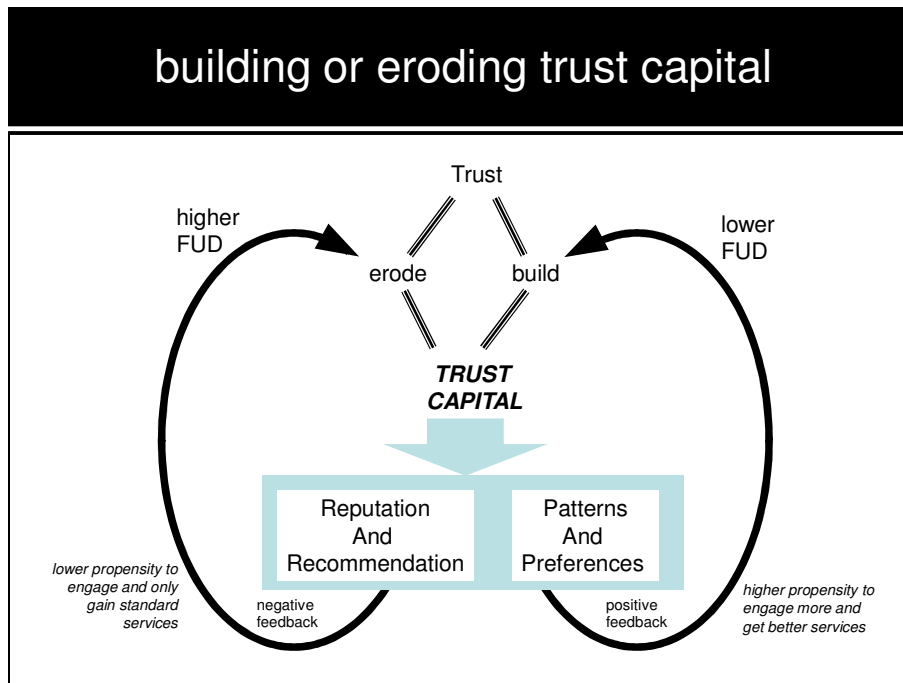 building or eroding trust capital
Trust
higher
FUD
lower
FUD
erode
build
TRUST
CAPITAL
Reputation
And
Recommendation
Patterns
And
Preferences
lower propensity to
engage and only
gain standard
services
negative
feedback
positive
feedback
higher propensity to
engage more and
get better services